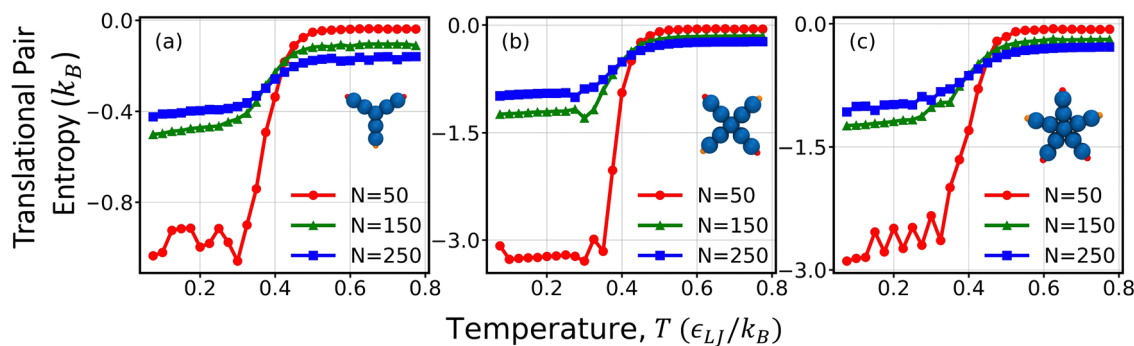 Translational Pair
Entropy (k_B)
0.0
−0.4
−0.8
(a)
N=50
N=150
N=250
0.2 0.4 0.6 0.8
0.0
−1.5
−3.0
(b)
N=50
N=150
N=250
0.2 0.4 0.6 0.8
0.0
−1.5
−3.0
(c)
N=50
N=150
N=250
0.2 0.4 0.6 0.8
Temperature, T (ϵ_LJ/k_B)